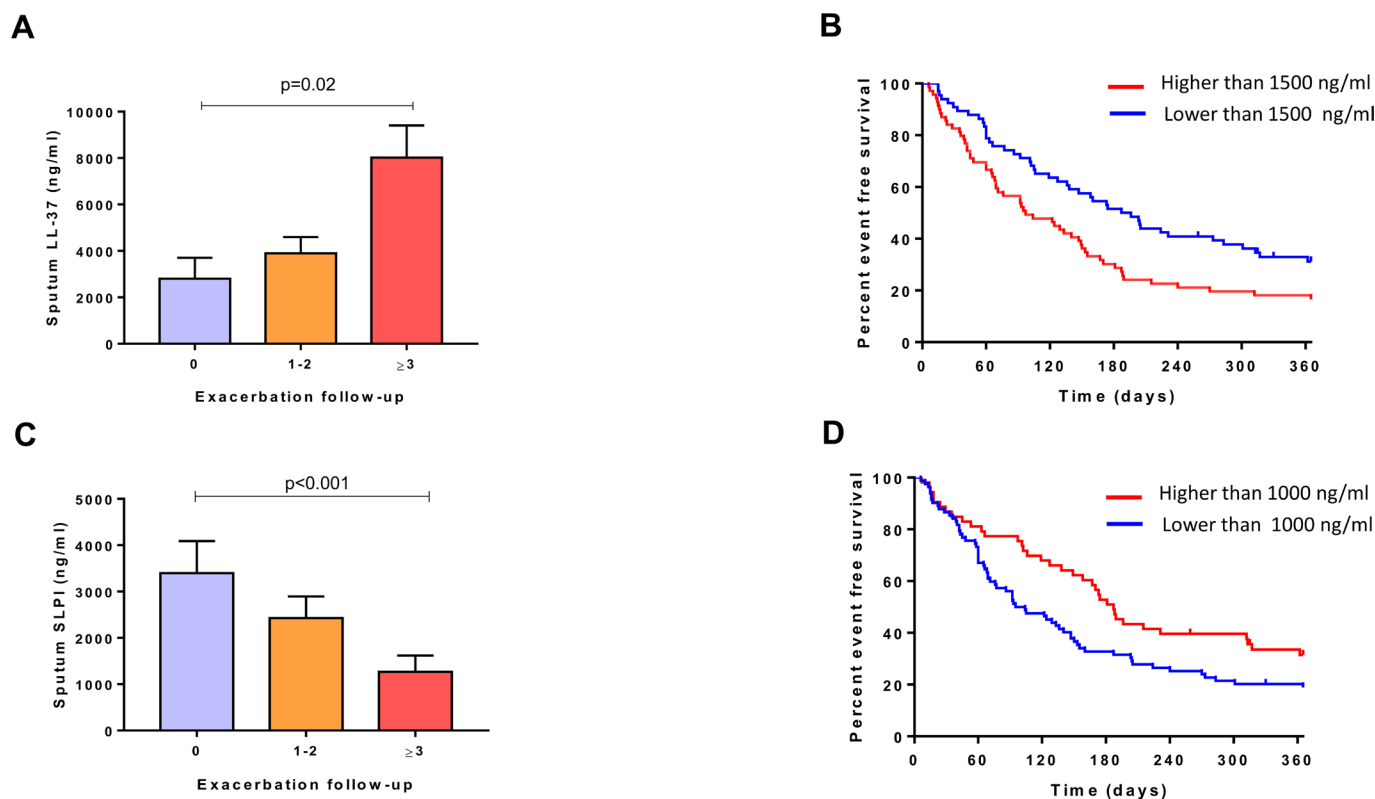 A
p=0.02
Sputum LL-37 (ng/ml)
10000
8000
6000
4000
2000
0
0 1-2 ≥3
Exacerbation follow-up
B
Higher than 1500 ng/ml
Lower than 1500 ng/ml
Percent event free survival
100
80
60
40
20
0
0 60 120 180 240 300 360
Time (days)
C
p<0.001
Sputum SLPI (ng/ml)
5000
4000
3000
2000
1000
0
0 1-2 ≥3
Exacerbation follow-up
D
Higher than 1000 ng/ml
Lower than 1000 ng/ml
Percent event free survival
100
80
60
40
20
0
0 60 120 180 240 300 360
Time (days)